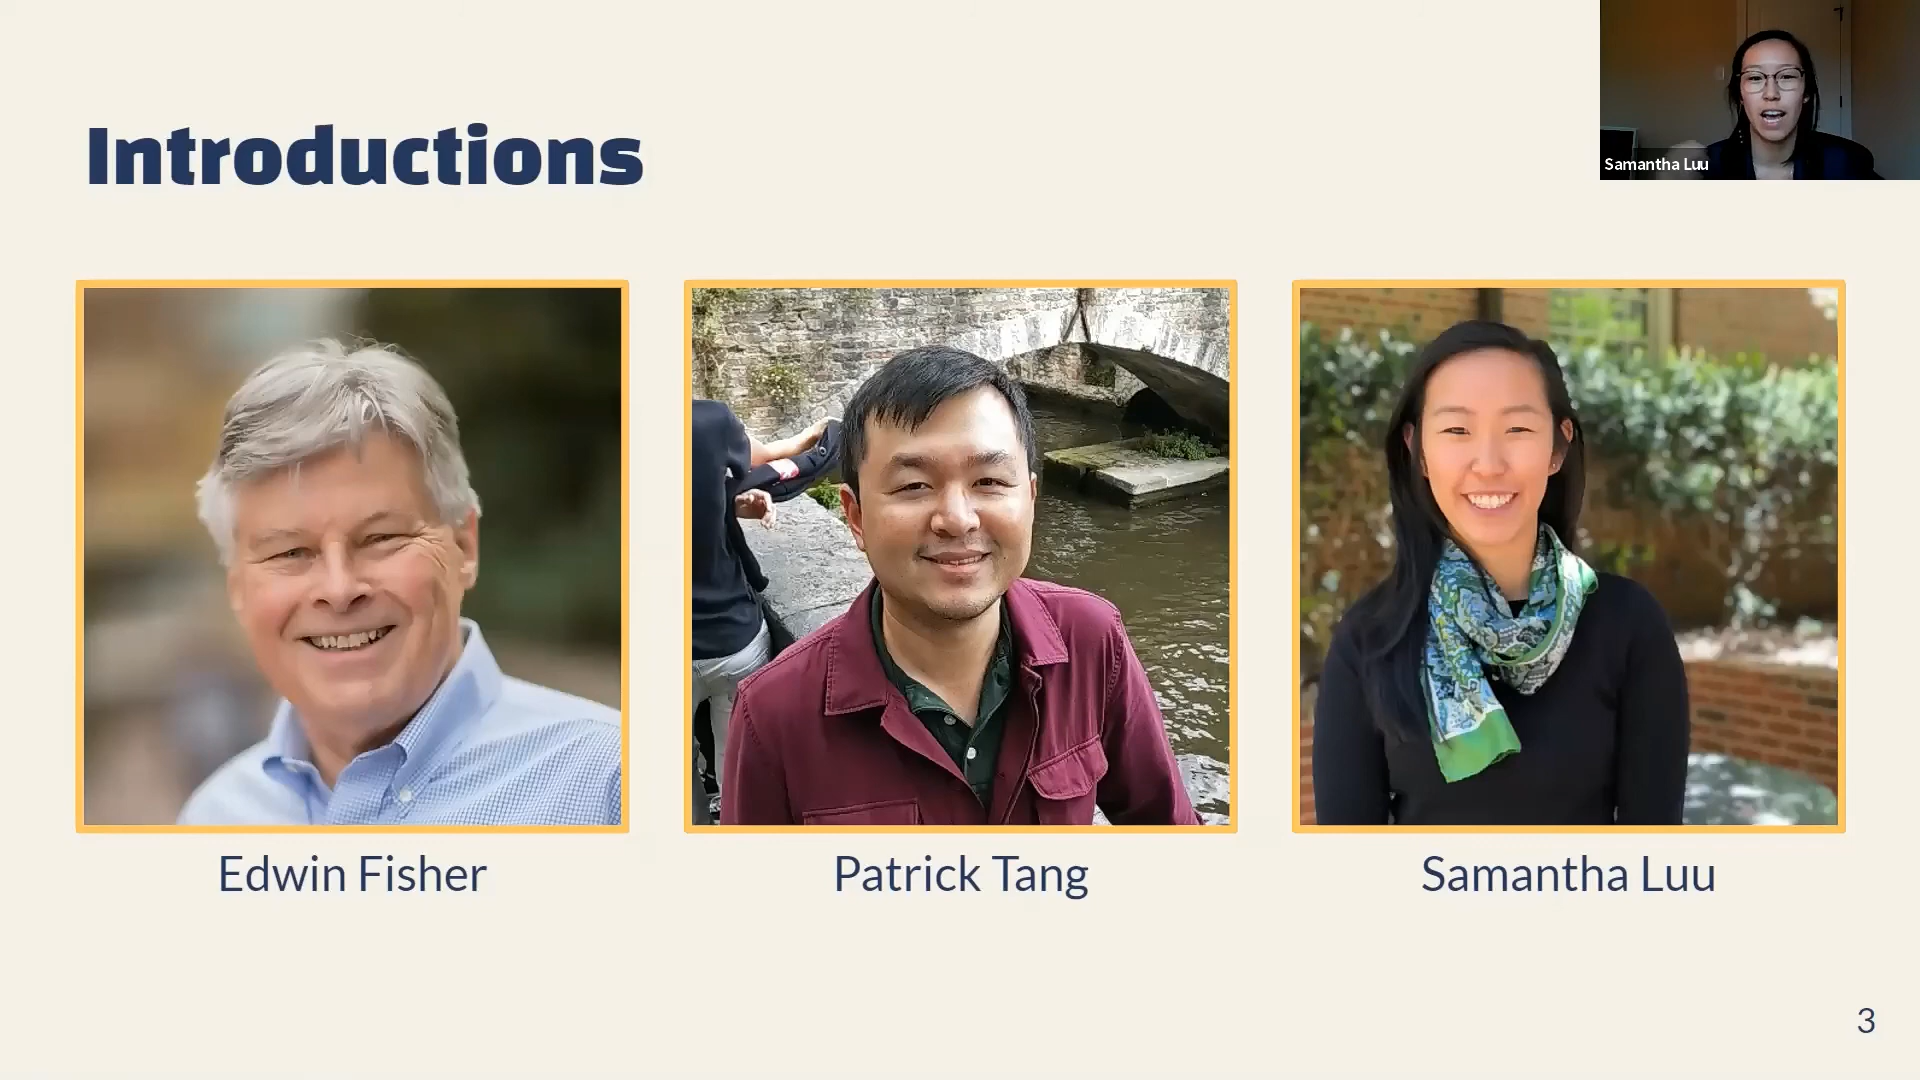 Introductions
Samantha Luu
Edwin Fisher
Patrick Tang
Samantha Luu
3